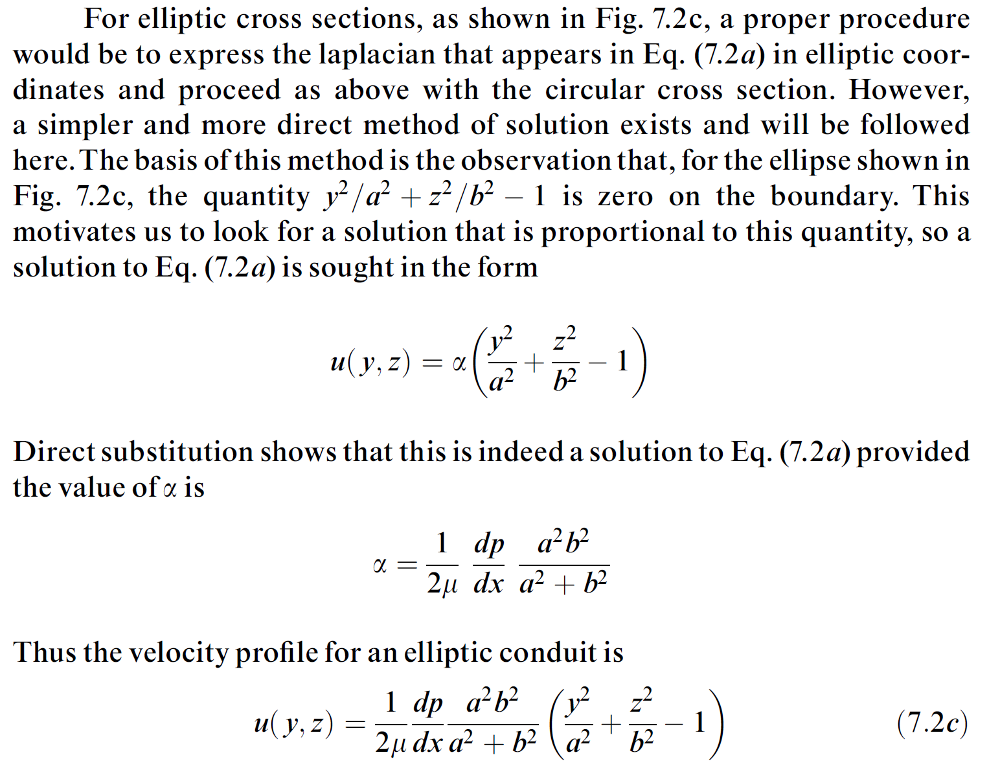 For elliptic cross sections, as shown in Fig. 7.2c, a proper procedure
would be to express the laplacian that appears in Eq. (7.2a) in elliptic coor-
dinates and proceed as above with the circular cross section. However,
a simpler and more direct method of solution exists and will be followed
here. The basis of this method is the observation that, for the ellipse shown in
Fig. 7.2c, the quantity y²/a² + z²/b² − 1 is zero on the boundary. This
motivates us to look for a solution that is proportional to this quantity, so a
solution to Eq. (7.2a) is sought in the form
u(y, z) = α(y²/a² + z²/b² − 1)
Direct substitution shows that this is indeed a solution to Eq. (7.2a) provided
the value of α is
α = 1/2μ dp/dx a²b²/(a² + b²)
Thus the velocity profile for an elliptic conduit is
u(y, z) = 1/2μ dp/dx a²b²/(a² + b²) (y²/a² + z²/b² − 1) (7.2c)